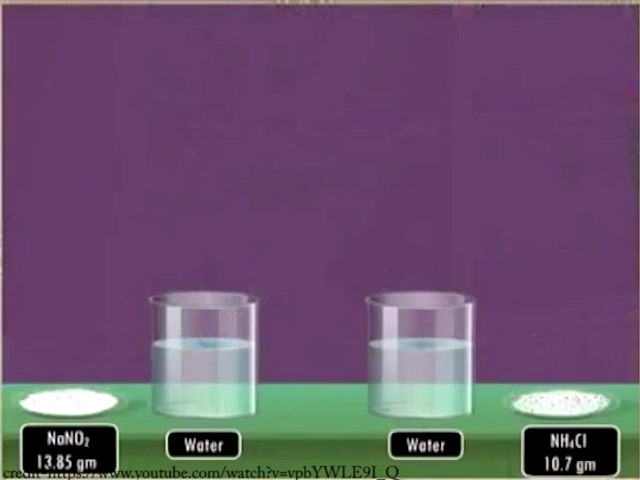 NaNO₂
13.85 gm
Water
Water
NH₄Cl
10.7 gm
credit-https://www.youtube.com/watch?v=vpbYWLE9I_Q